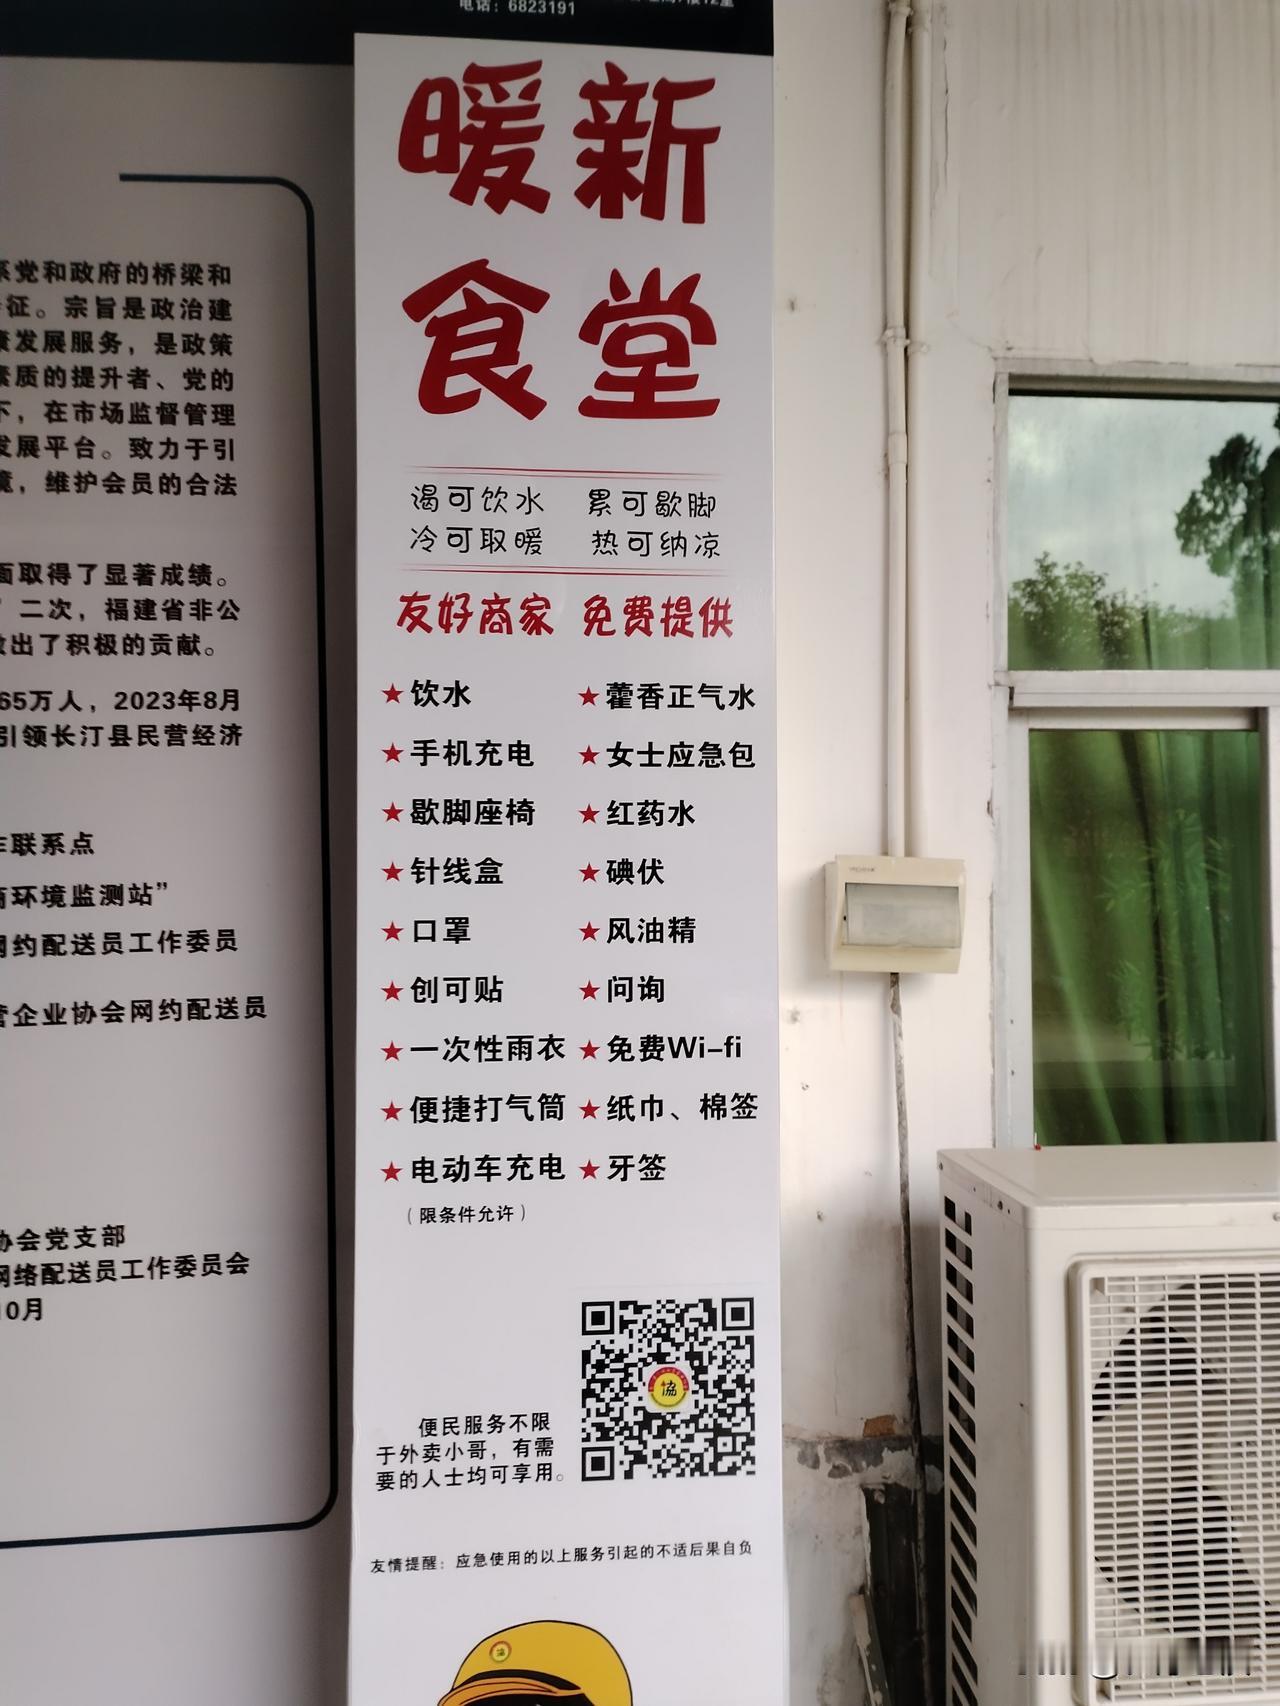 电话：6823191
系党和政府的桥梁和
征。宗旨是政治建
康发展服务，是政策
素质的提升者、党的
下，在市场监督管理
发展平台。致力于引
境，维护会员的合法
面取得了显著成绩。
二次，福建省非公
出了积极的贡献。
65万人，2023年8月
引领长汀县民营经济
联系点
环境监测站”
约配送员工作委员
企业协会网约配送员
协会党支部
网络配送员工作委员会
10月
暖新
食堂
渴可饮水 累可歇脚
冷可取暖 热可纳凉
友好商家 免费提供
★饮水 ★藿香正气水
★手机充电 ★女士应急包
★歇脚座椅 ★红药水
★针线盒 ★碘伏
★口罩 ★风油精
★创可贴 ★问询
★一次性雨衣 ★免费Wi-fi
★便捷打气筒 ★纸巾、棉签
★电动车充电 ★牙签
（限条件允许）
協
便民服务不限
于外卖小哥，有需
要的人士均可享用。
友情提醒：应急使用的以上服务引起的不适后果自负